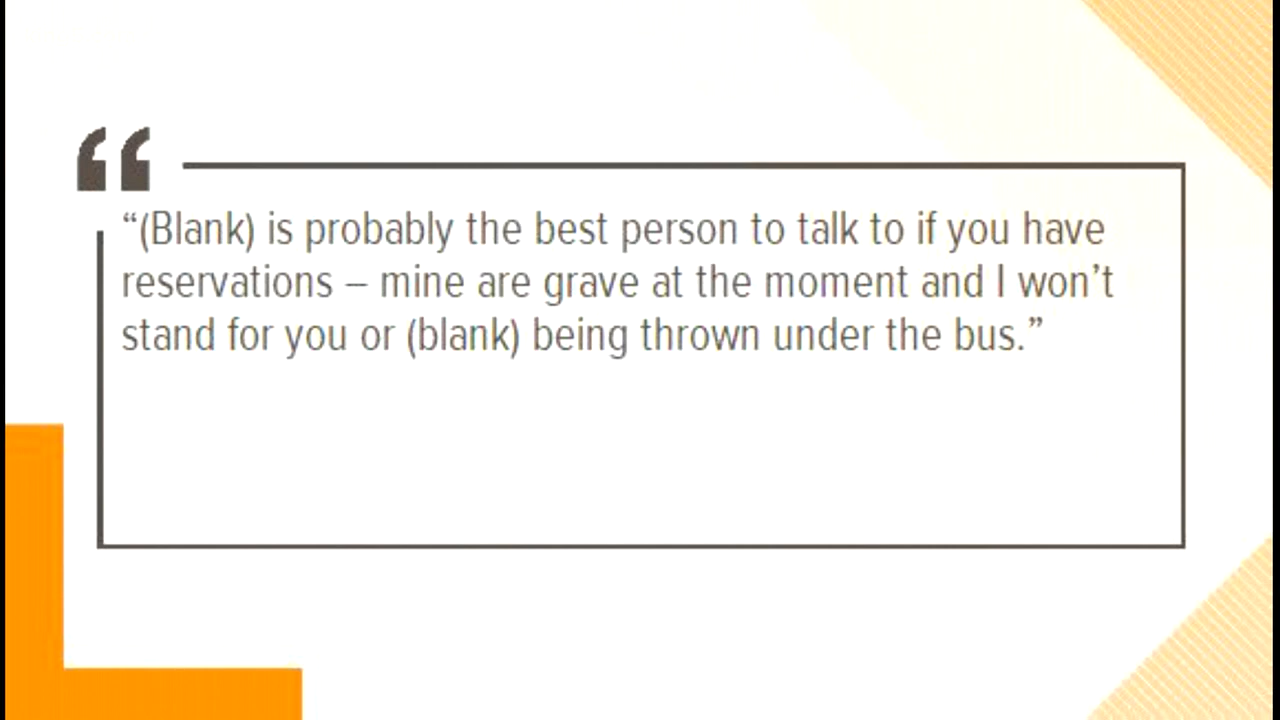 “(Blank) is probably the best person to talk to if you have
reservations – mine are grave at the moment and I won’t
stand for you or (blank) being thrown under the bus.”